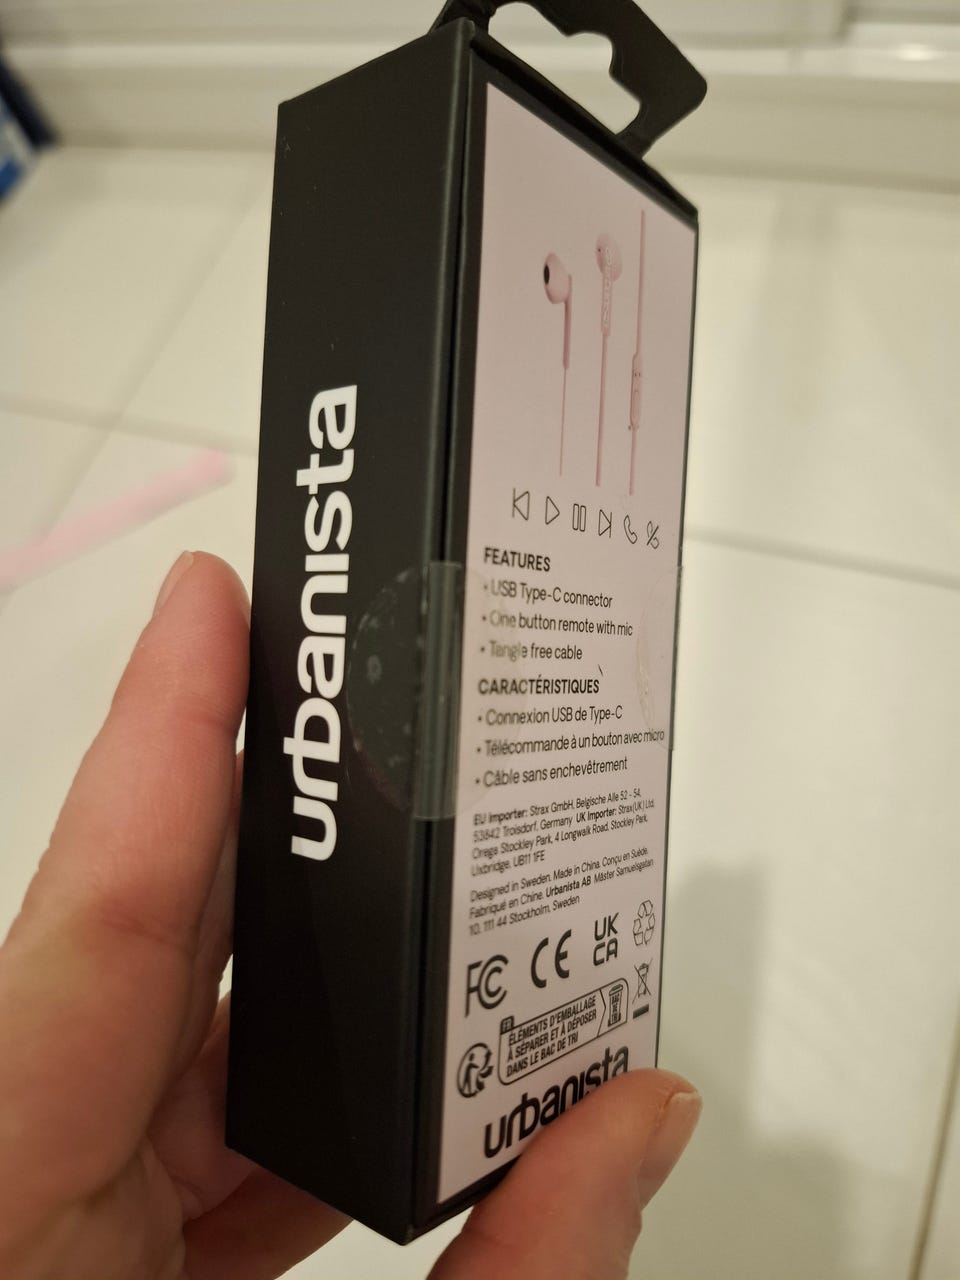 urbanista
FEATURES
• USB Type-C connector
• One button remote with mic
• Tangle free cable
CARACTÉRISTIQUES
• Connexion USB de Type-C
• Télécommande à un bouton avec micro
• Câble sans enchevêtrement
EU Importer: Strax GmbH, Belgische Alle 52 - 54,
53842 Troisdorf, Germany UK Importer: Strax(UK) Ltd,
Orega Stockley Park, 4 Longwalk Road, Stockley Park,
Uxbridge, UB11 1FE
Designed in Sweden. Made in China. Conçu en Suède.
Fabriqué en Chine. Urbanista AB Mäster Samuelsgatan
10, 111 44 Stockholm, Sweden
FC CE UK
CA
FR
ÉLÉMENTS D'EMBALLAGE
À SÉPARER ET À DÉPOSER
DANS LE BAC DE TRI
BAC
DE
TRI
urbanista